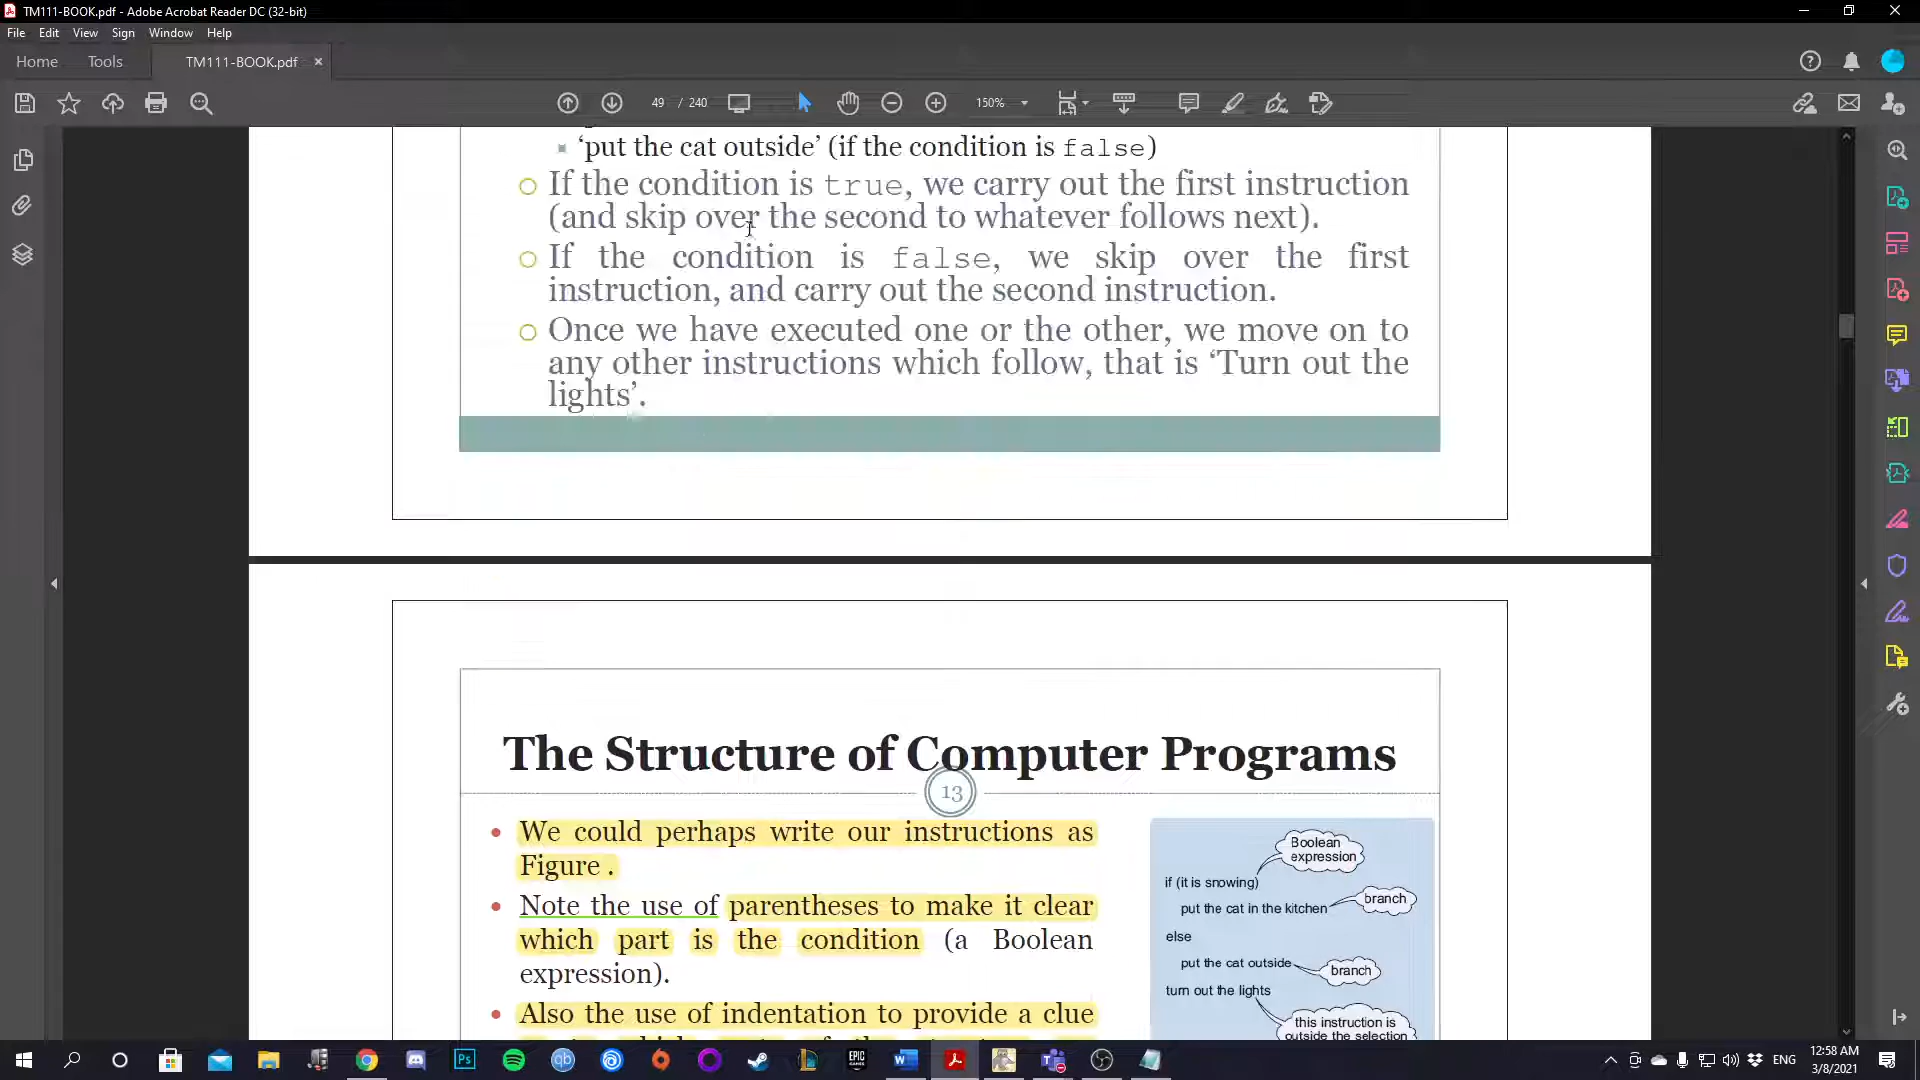 TM111-BOOK.pdf - Adobe Acrobat Reader DC (32-bit)
File Edit View Sign Window Help
Home Tools TM111-BOOK.pdf
49 / 240 150%
‘put the cat outside’ (if the condition is false)
If the condition is true, we carry out the first instruction
(and skip over the second to whatever follows next).
If the condition is false, we skip over the first
instruction, and carry out the second instruction.
Once we have executed one or the other, we move on to
any other instructions which follow, that is ‘Turn out the
lights’.
The Structure of Computer Programs
13
We could perhaps write our instructions as
Figure .
Note the use of parentheses to make it clear
which part is the condition (a Boolean
expression).
Also the use of indentation to provide a clue
Boolean
expression
if (it is snowing)
put the cat in the kitchen
branch
else
put the cat outside
branch
turn out the lights
this instruction is
outside the selection
Ps
qb
EPIC
GAMES
ENG
12:58 AM
3/8/2021